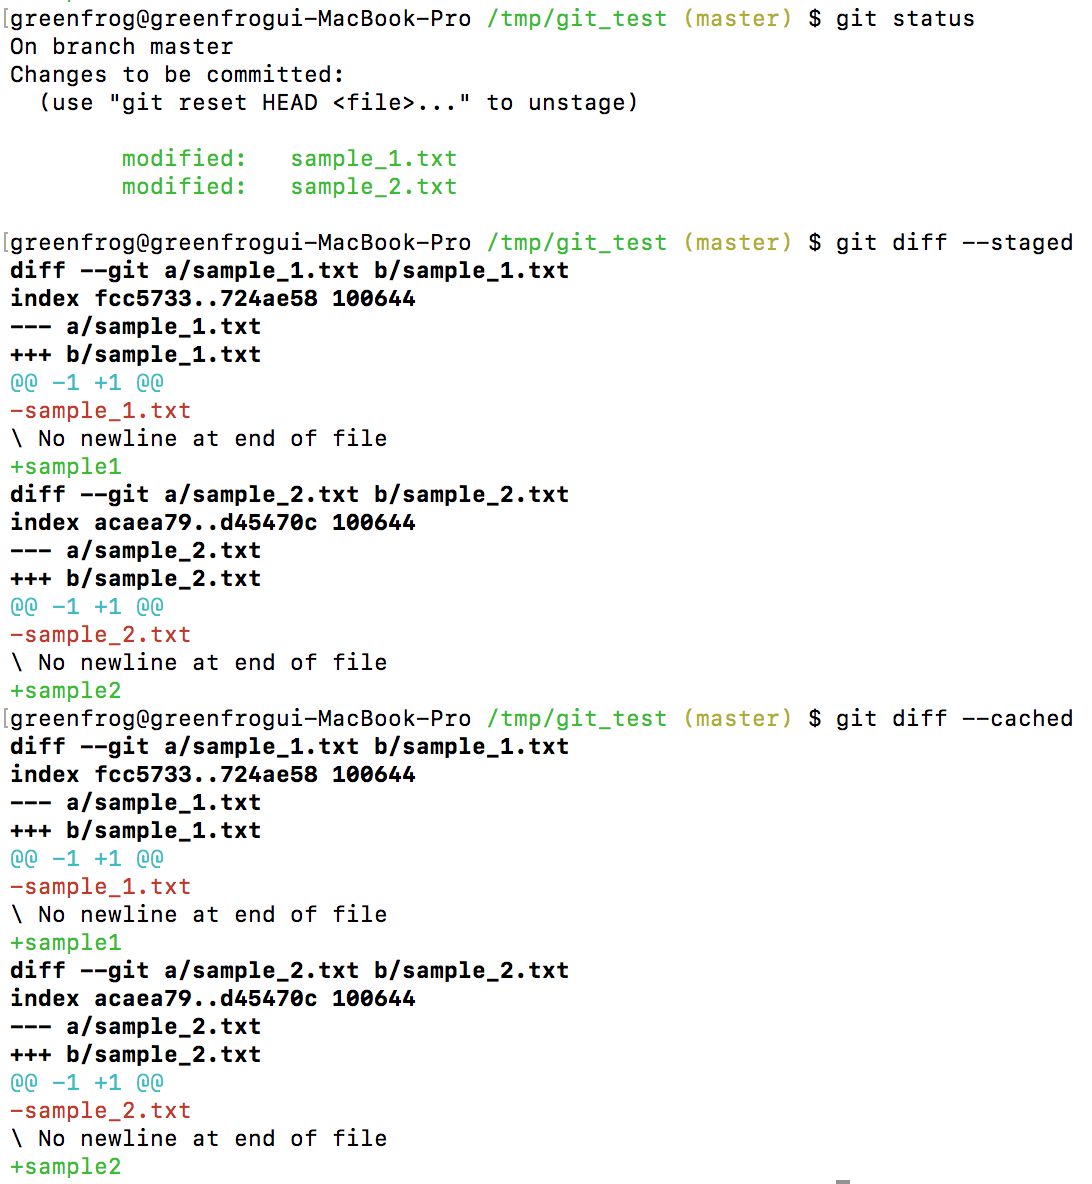 [greenfrog@greenfrogui-MacBook-Pro /tmp/git_test (master) $ git status
On branch master
Changes to be committed:
  (use "git reset HEAD <file>..." to unstage)

        modified:   sample_1.txt
        modified:   sample_2.txt

[greenfrog@greenfrogui-MacBook-Pro /tmp/git_test (master) $ git diff --staged
diff --git a/sample_1.txt b/sample_1.txt
index fcc5733..724ae58 100644
--- a/sample_1.txt
+++ b/sample_1.txt
@@ -1 +1 @@
-sample_1.txt
\ No newline at end of file
+sample1
diff --git a/sample_2.txt b/sample_2.txt
index acaea79..d45470c 100644
--- a/sample_2.txt
+++ b/sample_2.txt
@@ -1 +1 @@
-sample_2.txt
\ No newline at end of file
+sample2
[greenfrog@greenfrogui-MacBook-Pro /tmp/git_test (master) $ git diff --cached
diff --git a/sample_1.txt b/sample_1.txt
index fcc5733..724ae58 100644
--- a/sample_1.txt
+++ b/sample_1.txt
@@ -1 +1 @@
-sample_1.txt
\ No newline at end of file
+sample1
diff --git a/sample_2.txt b/sample_2.txt
index acaea79..d45470c 100644
--- a/sample_2.txt
+++ b/sample_2.txt
@@ -1 +1 @@
-sample_2.txt
\ No newline at end of file
+sample2